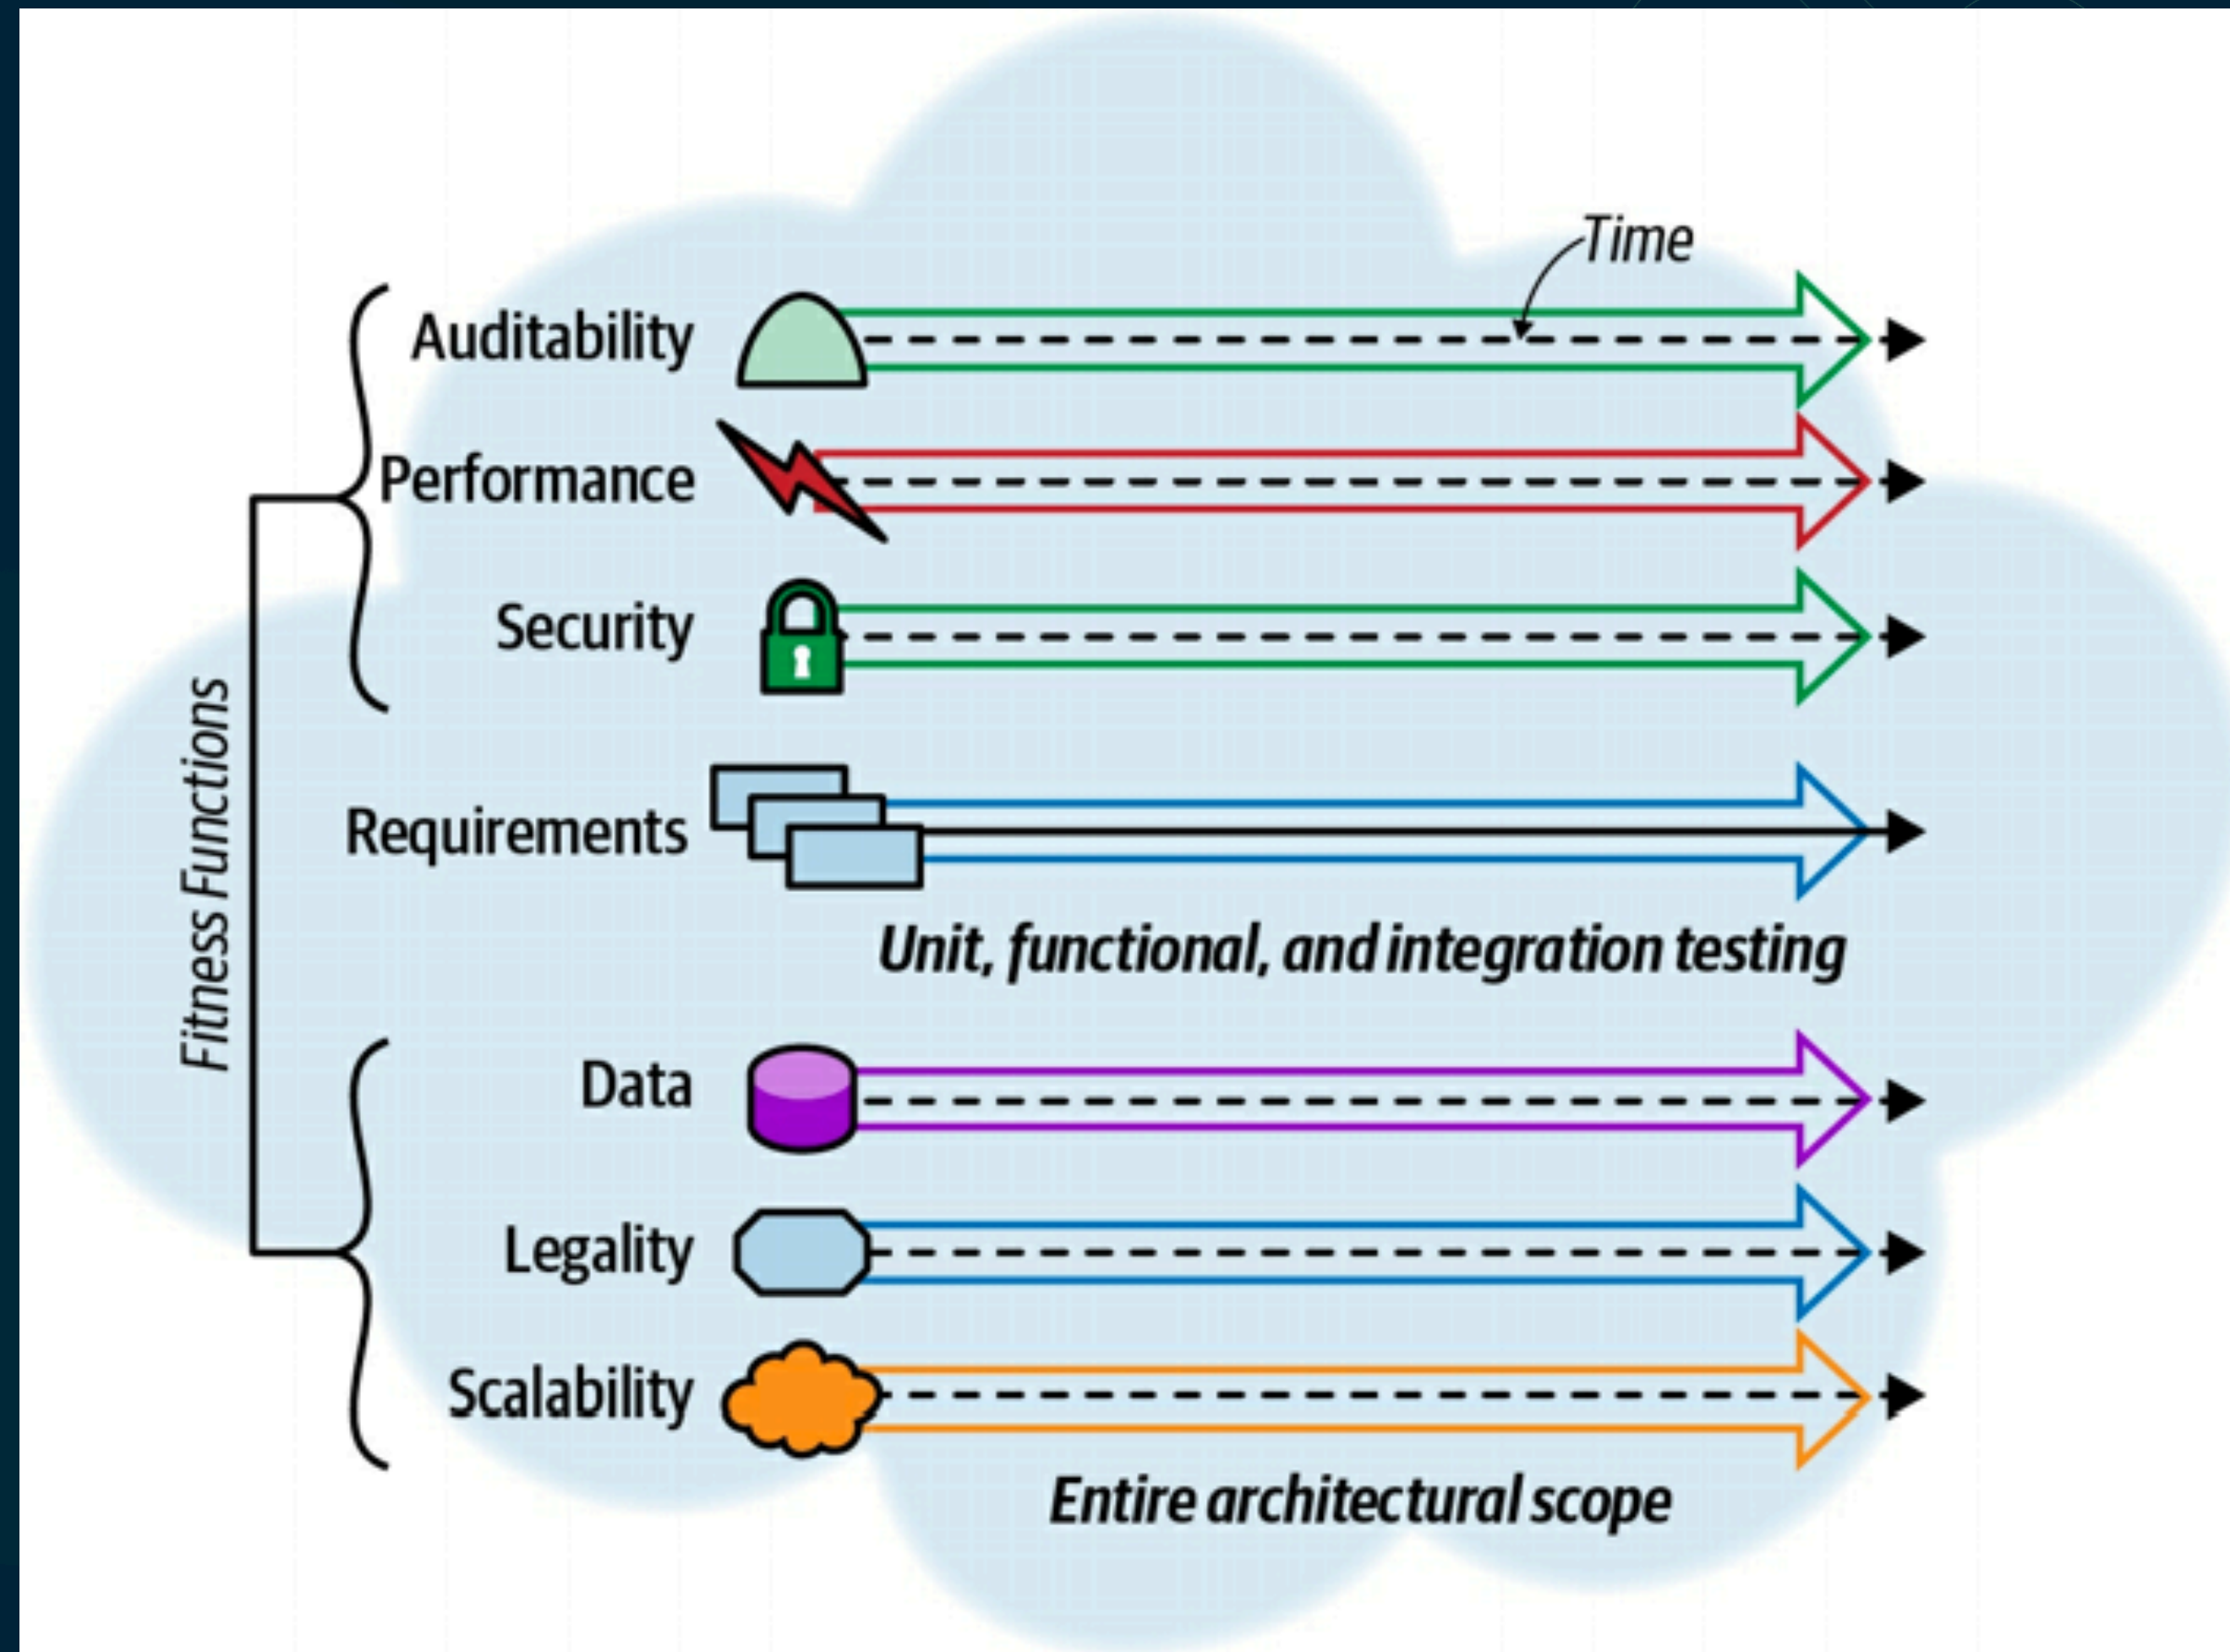 Time
Auditability
Performance
Security
Fitness Functions
Requirements
Unit, functional, and integration testing
Data
Legality
Scalability
Entire architectural scope